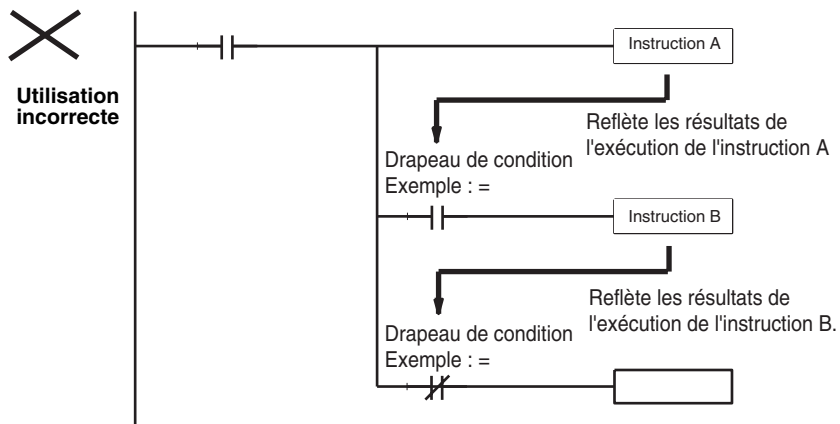 Instruction A
Utilisation
incorrecte
Reflète les résultats de
l'exécution de l'instruction A
Drapeau de condition
Exemple : =
Instruction B
Reflète les résultats de
l'exécution de l'instruction B.
Drapeau de condition
Exemple : =